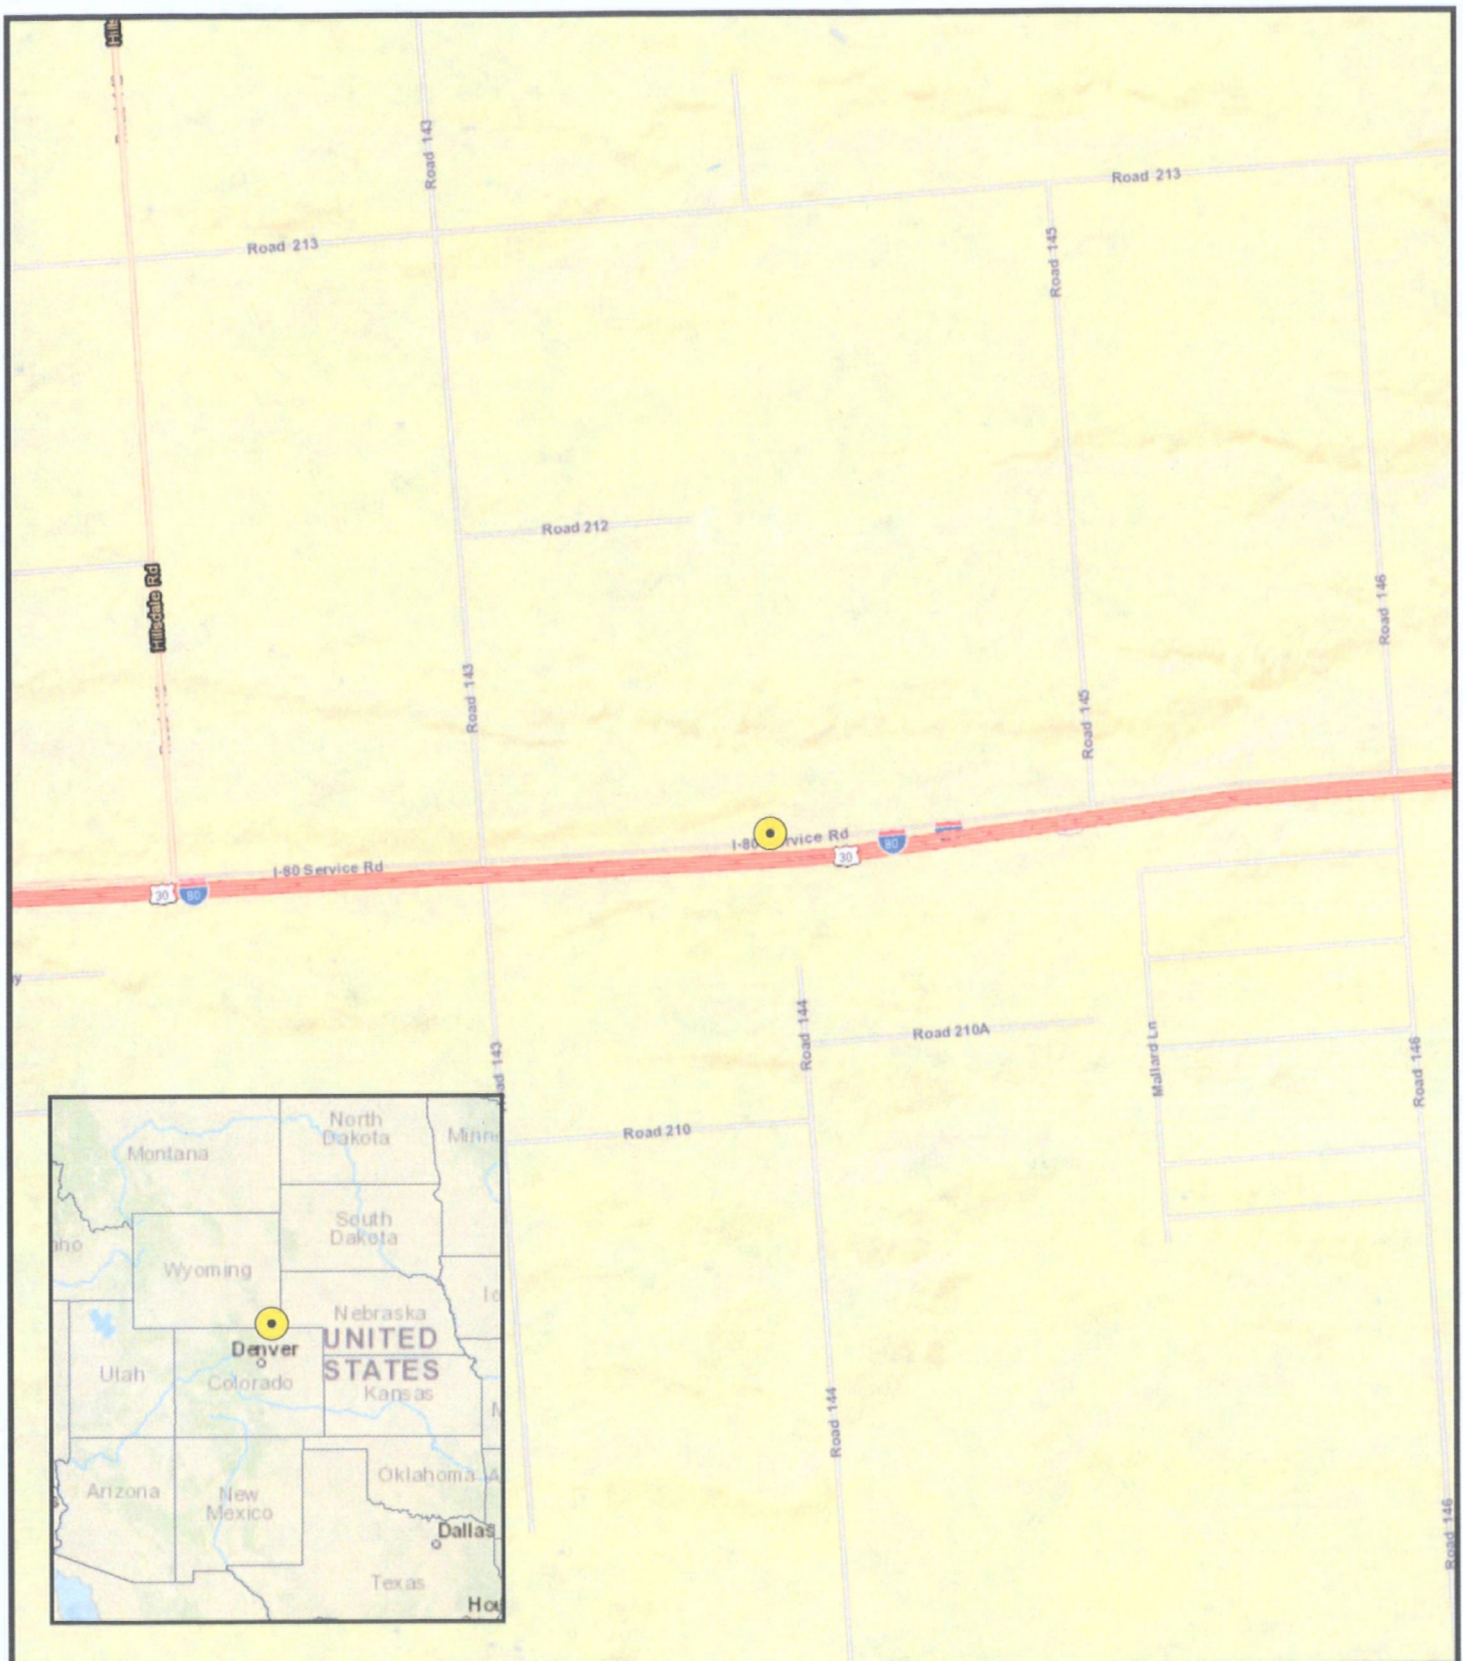 Road 143
Road 213
Road 213
Road 145
Road 212
Hillsdale Rd
Road 146
Road 143
Road 145
I-80 Service Rd
30
80
I-80 Service Rd
30
80
Road 144
Road 210A
Mallard Ln
Road 146
Road 210
Road 144
Road 146
North
Dakota
Minn
Montana
South
Dakota
aho
Wyoming
Nebraska
UNITED
STATES
Denver
Utah
Colorado
Kansas
Arizona
New
Mexico
Oklahoma
Dallas
Texas
Hou